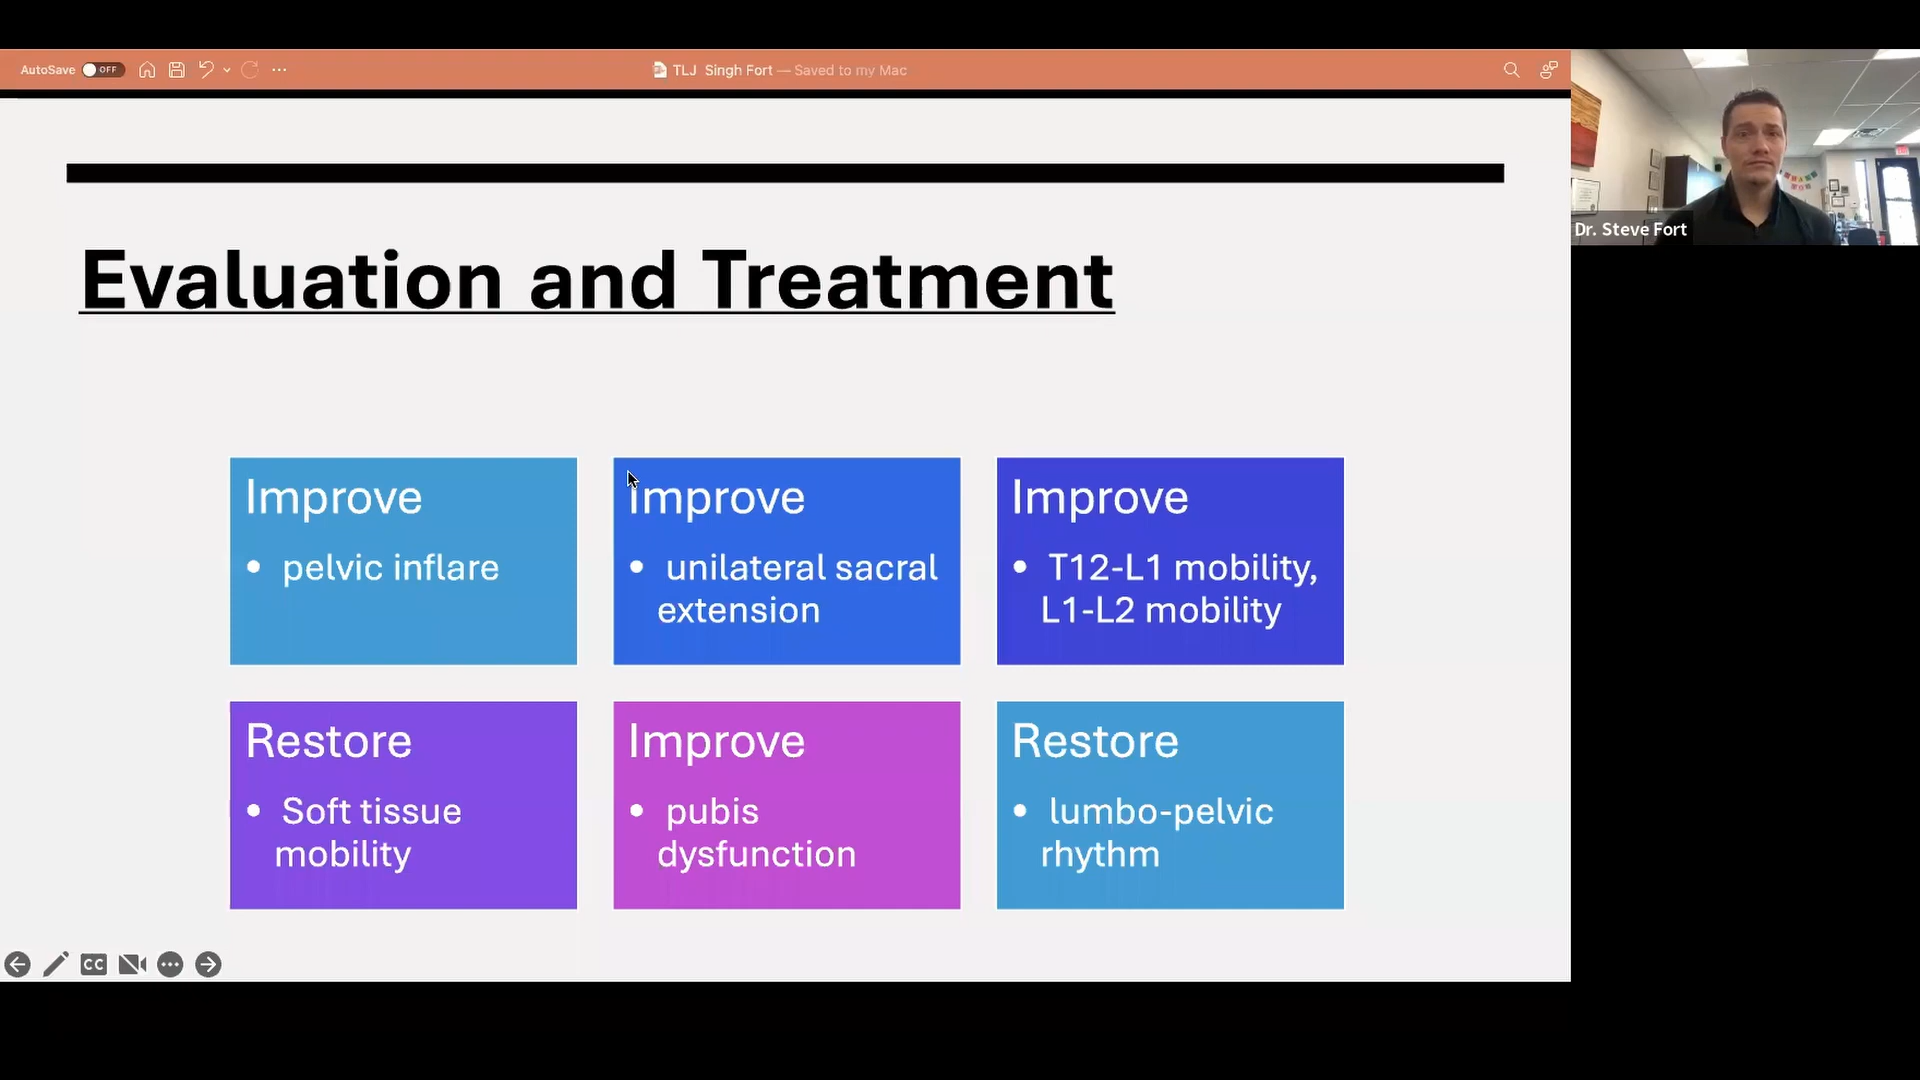 AutoSave OFF
TLJ Singh Fort — Saved to my Mac
Dr. Steve Fort
Evaluation and Treatment
Improve
• pelvic inflare
Improve
• unilateral sacral
extension
Improve
• T12-L1 mobility,
L1-L2 mobility
Restore
• Soft tissue
mobility
Improve
• pubis
dysfunction
Restore
• lumbo-pelvic
rhythm
CC